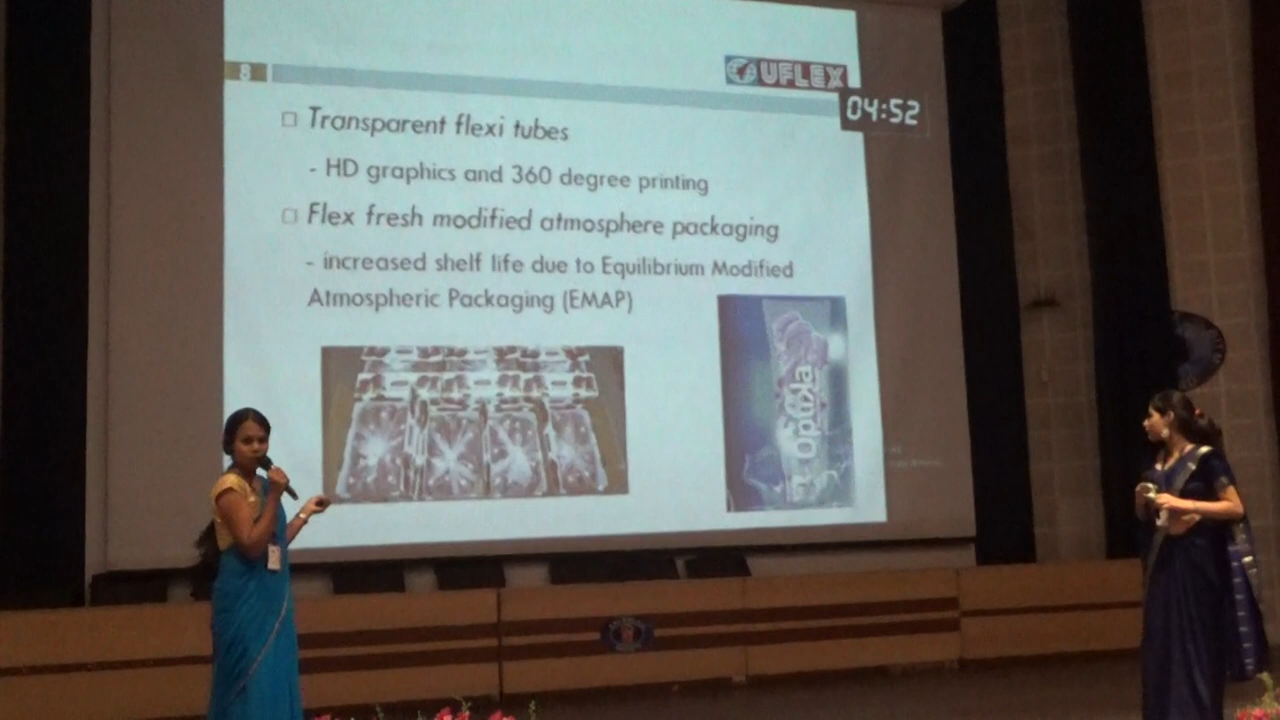 8
UFLEX
04:52
□ Transparent flexi tubes
- HD graphics and 360 degree printing
□ Flex fresh modified atmosphere packaging
- increased shelf life due to Equilibrium Modified
Atmospheric Packaging (EMAP)